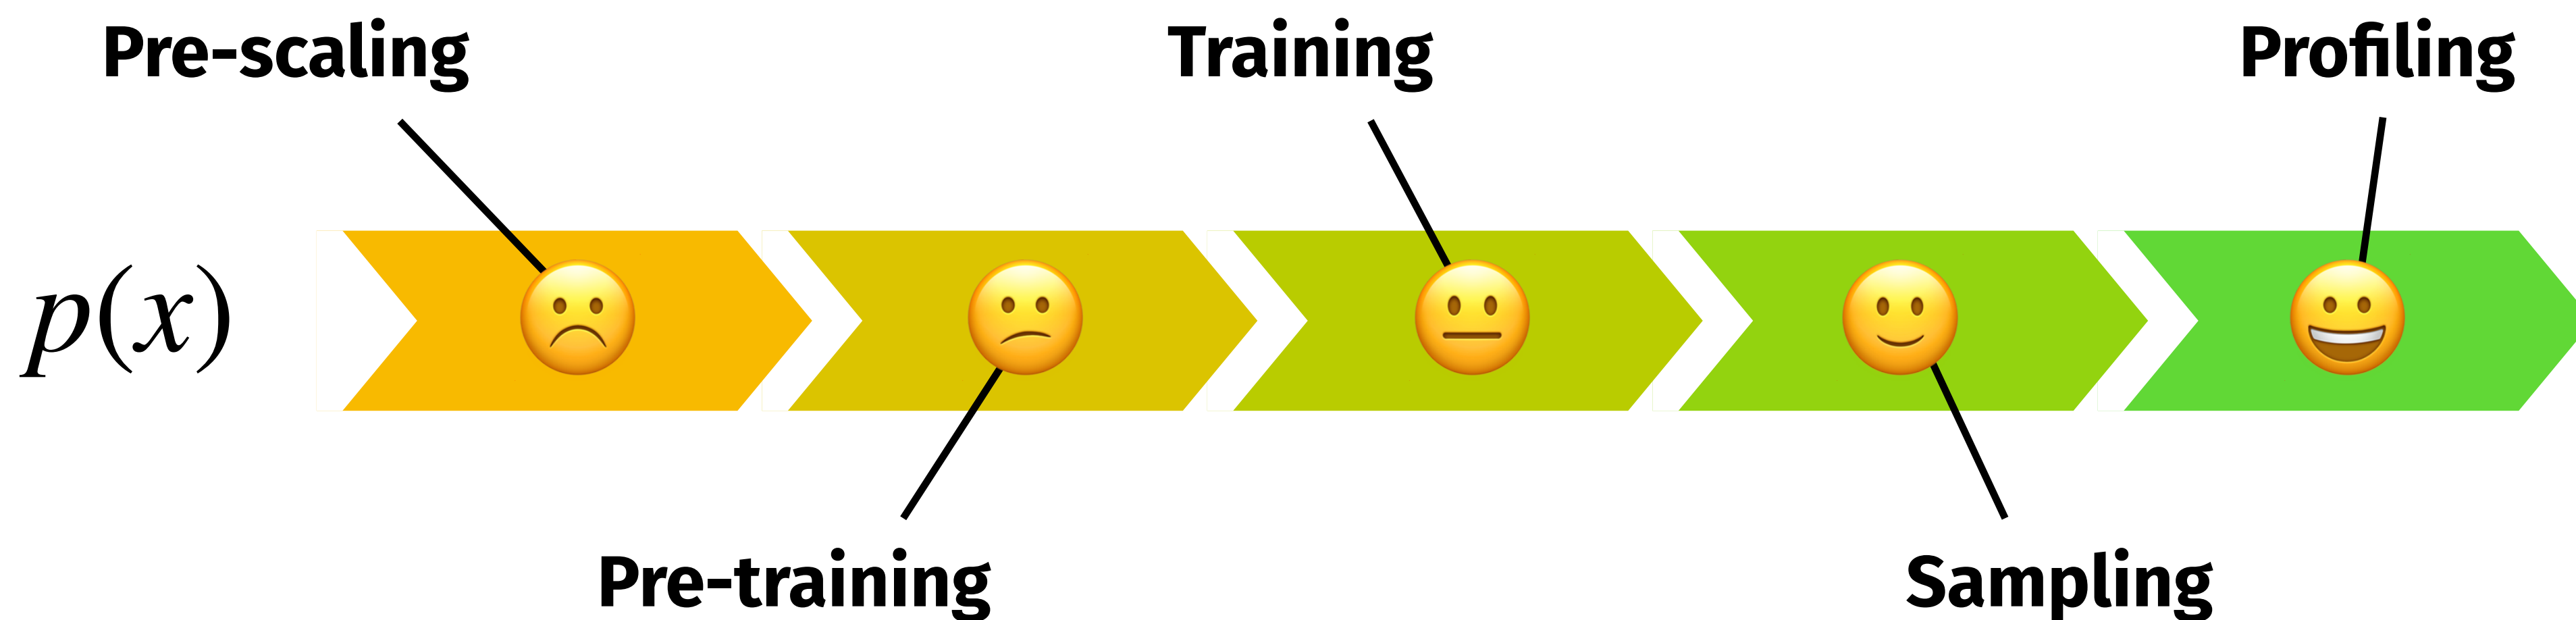 Pre-scaling
Training
Profiling
p(x)
Pre-training
Sampling